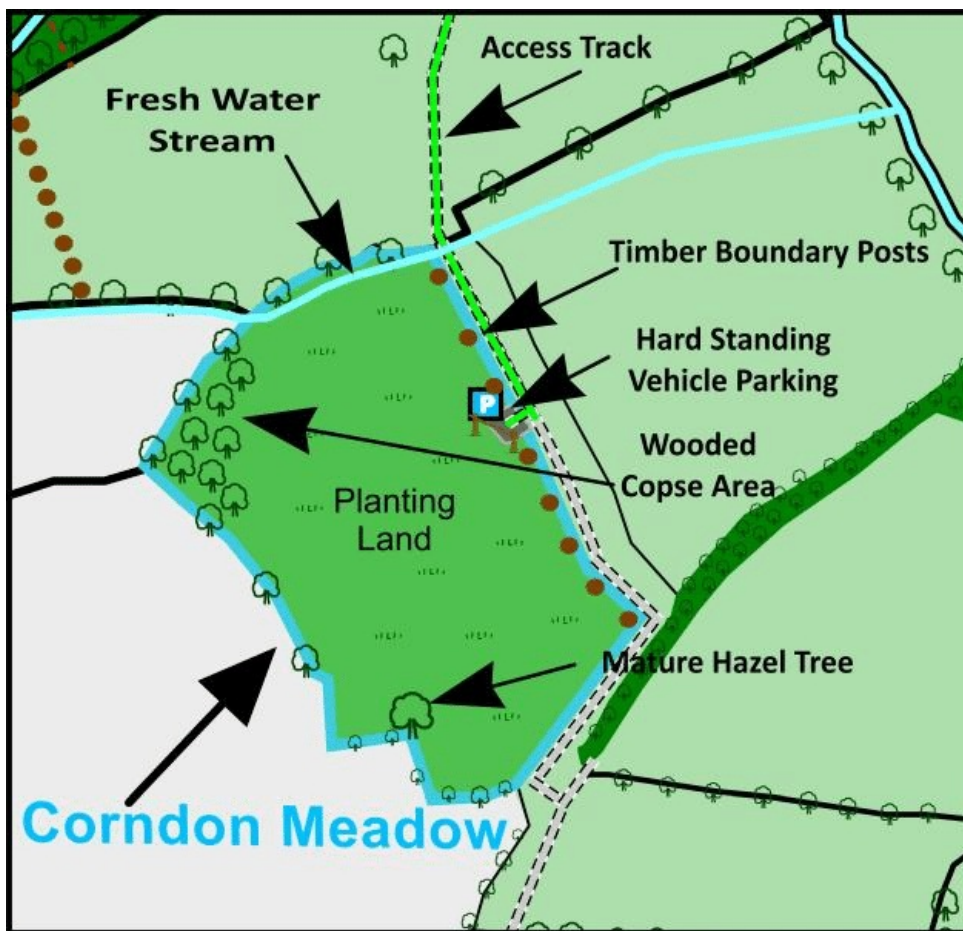 Access Track
Fresh Water
Stream
Timber Boundary Posts
Hard Standing
Vehicle Parking
P
Wooded
Copse Area
Planting
Land
Mature Hazel Tree
Corndon Meadow